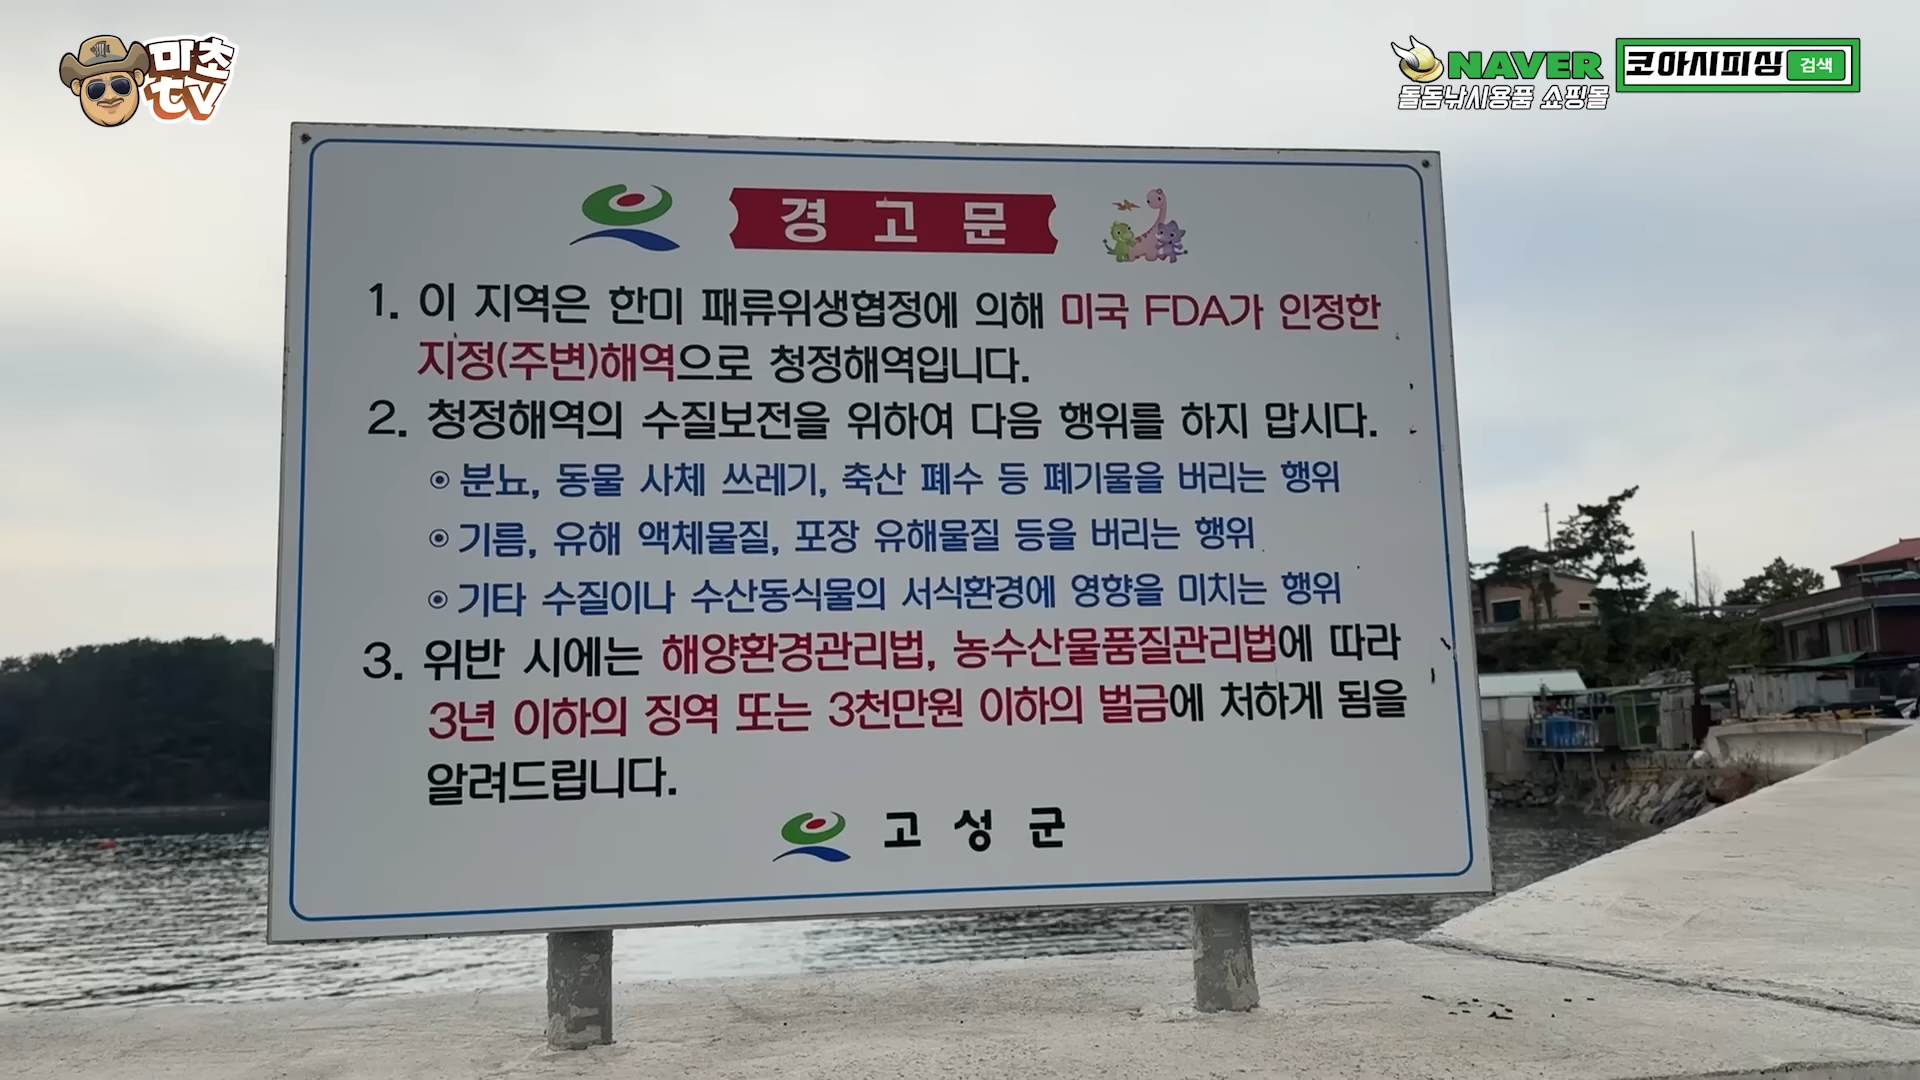 마초
tv
NAVER 코아시피싱 검색
돌돔낚시용품 쇼핑몰
경고문
1. 이 지역은 한미 패류위생협정에 의해 미국 FDA가 인정한
지정(주변)해역으로 청정해역입니다.
2. 청정해역의 수질보전을 위하여 다음 행위를 하지 맙시다.
◉ 분뇨, 동물 사체 쓰레기, 축산 폐수 등 폐기물을 버리는 행위
◉ 기름, 유해 액체물질, 포장 유해물질 등을 버리는 행위
◉ 기타 수질이나 수산동식물의 서식환경에 영향을 미치는 행위
3. 위반 시에는 해양환경관리법, 농수산물품질관리법에 따라
3년 이하의 징역 또는 3천만원 이하의 벌금에 처하게 됨을
알려드립니다.
고성군